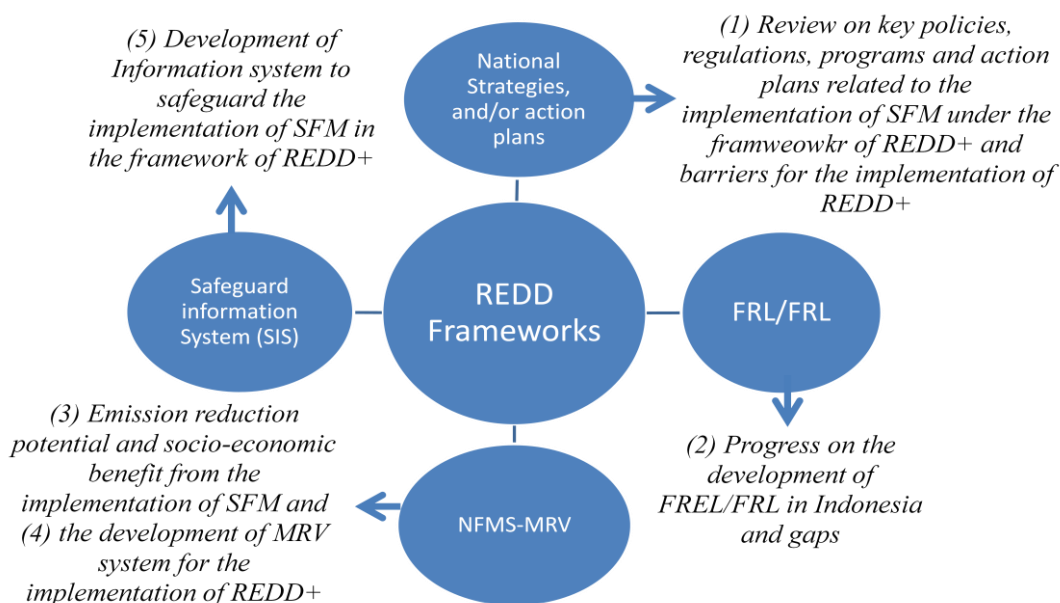 (5) Development of
Information system to
safeguard the
implementation of SFM in
the framework of REDD+
National
Strategies,
and/or action
plans
(1) Review on key policies,
regulations, programs and action
plans related to the
implementation of SFM under the
framweowkr of REDD+ and
barriers for the implementation of
REDD+
Safeguard
information
System (SIS)
REDD
Frameworks
FRL/FRL
(3) Emission reduction
potential and socio-economic
benefit from the
implementation of SFM and
(4) the development of MRV
system for the
implementation of REDD+
NFMS-MRV
(2) Progress on the
development of
FREL/FRL in Indonesia
and gaps